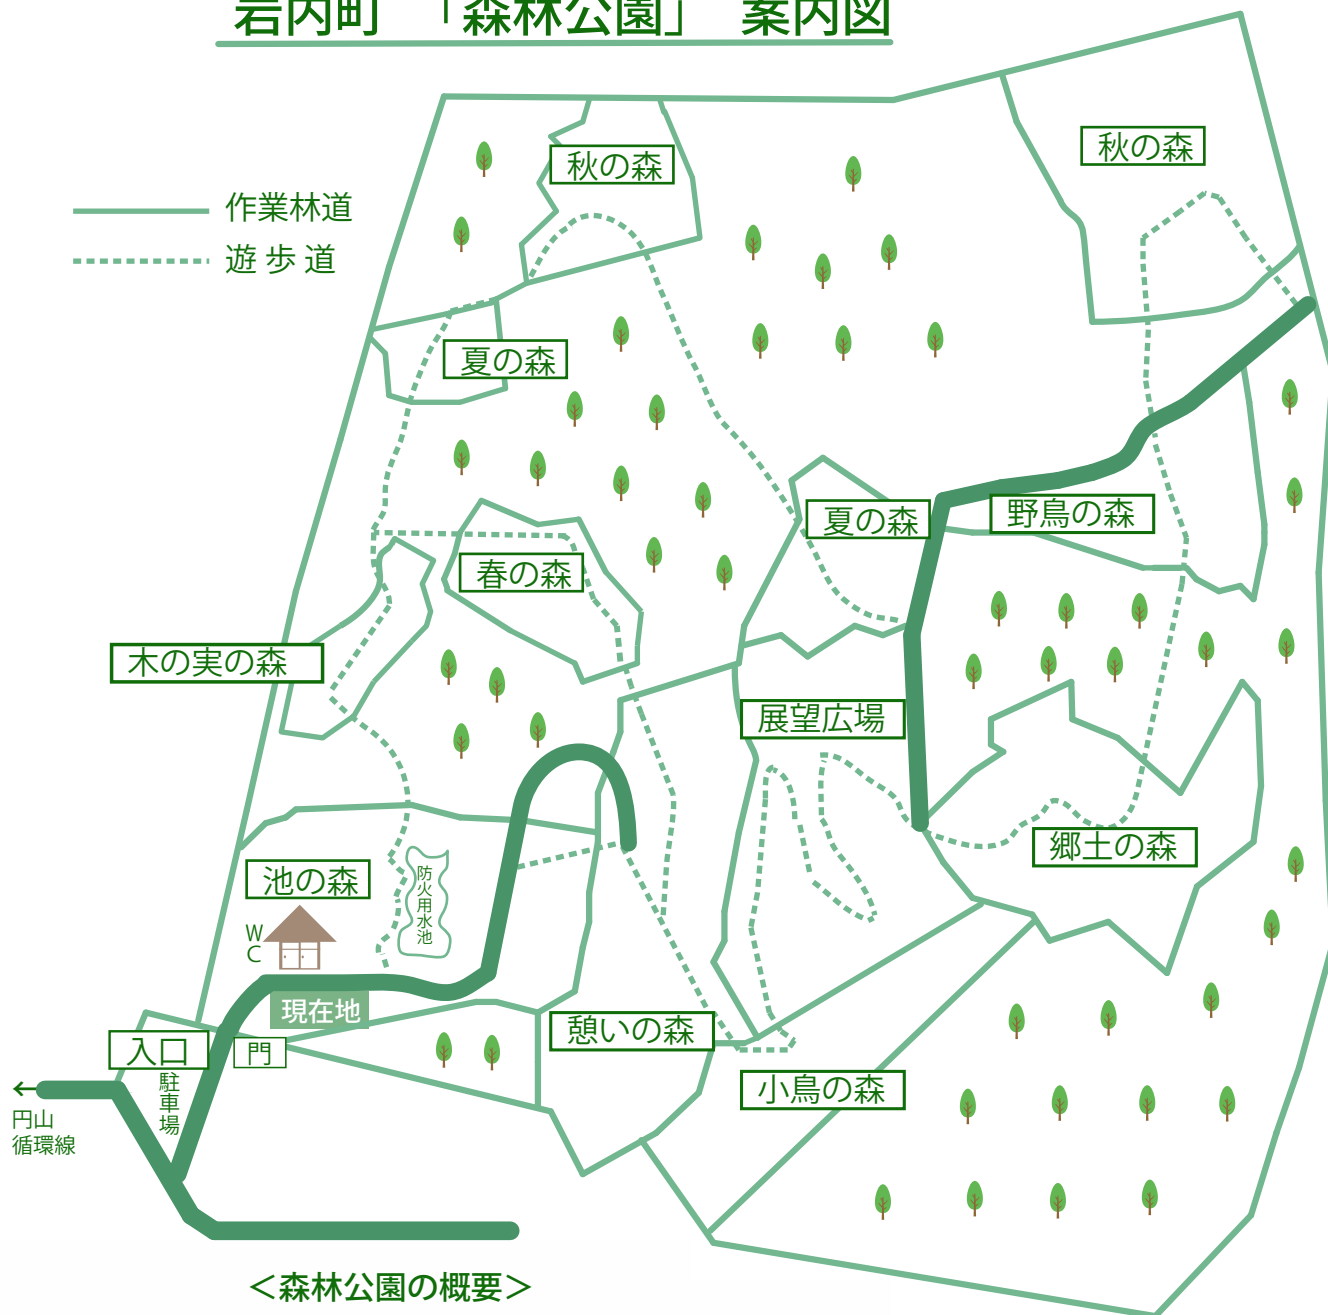 岩内町 「森林公園」 案内図
秋の森
秋の森
作業林道
遊歩道
夏の森
夏の森
野鳥の森
春の森
木の実の森
展望広場
郷土の森
池の森
防火用水池
WC
現在地
憩いの森
入口
門
駐車場
小鳥の森
円山
循環線
＜森林公園の概要＞